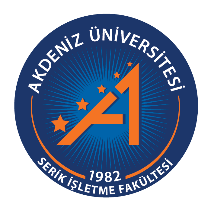 AKDENİZ ÜNİVERSİTESİ
1982
SERİK İŞLETME FAKÜLTESİ